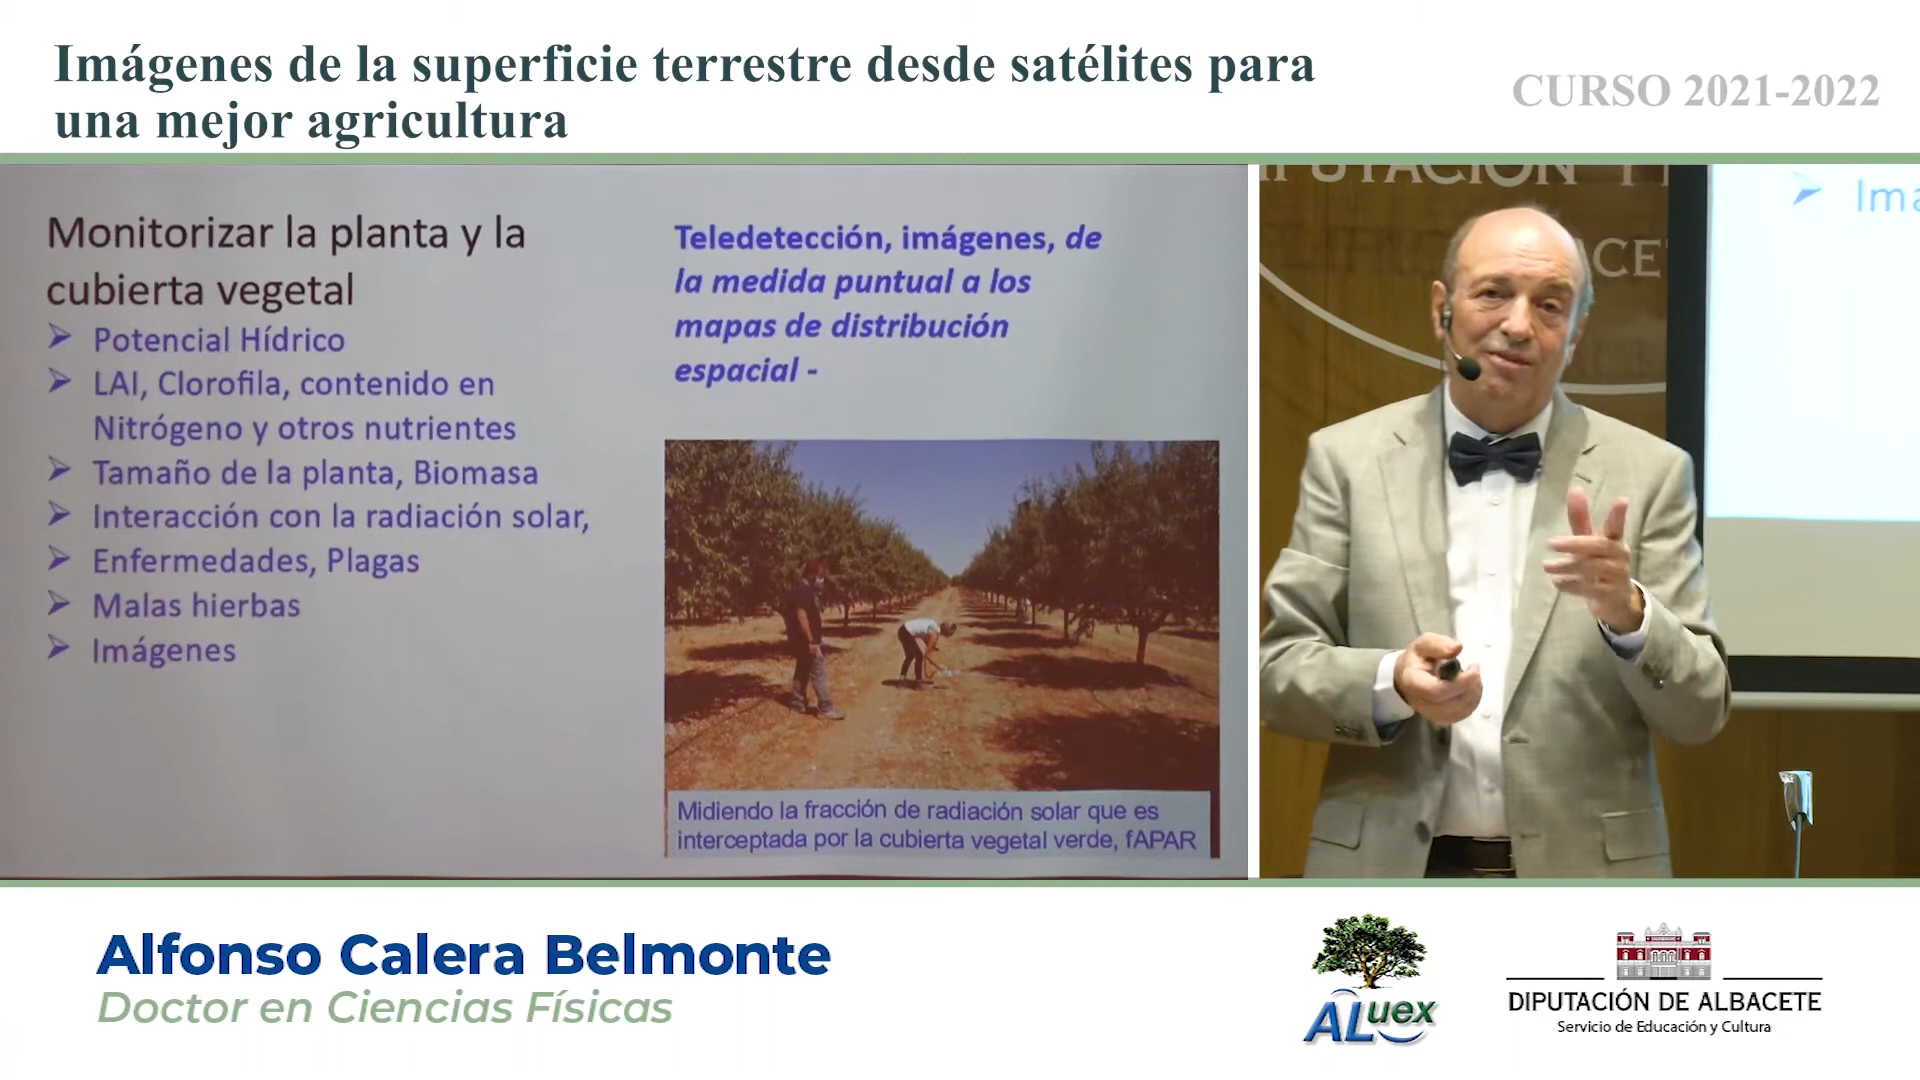 Imágenes de la superficie terrestre desde satélites para
una mejor agricultura
CURSO 2021-2022
Monitorizar la planta y la
cubierta vegetal
Potencial Hídrico
LAI, Clorofila, contenido en
Nitrógeno y otros nutrientes
Tamaño de la planta, Biomasa
Interacción con la radiación solar,
Enfermedades, Plagas
Malas hierbas
Imágenes
Teledetección, imágenes, de
la medida puntual a los
mapas de distribución
espacial -
Midiendo la fracción de radiación solar que es
interceptada por la cubierta vegetal verde, fAPAR
Alfonso Calera Belmonte
Doctor en Ciencias Físicas
ALuex
DIPUTACIÓN DE ALBACETE
Servicio de Educación y Cultura